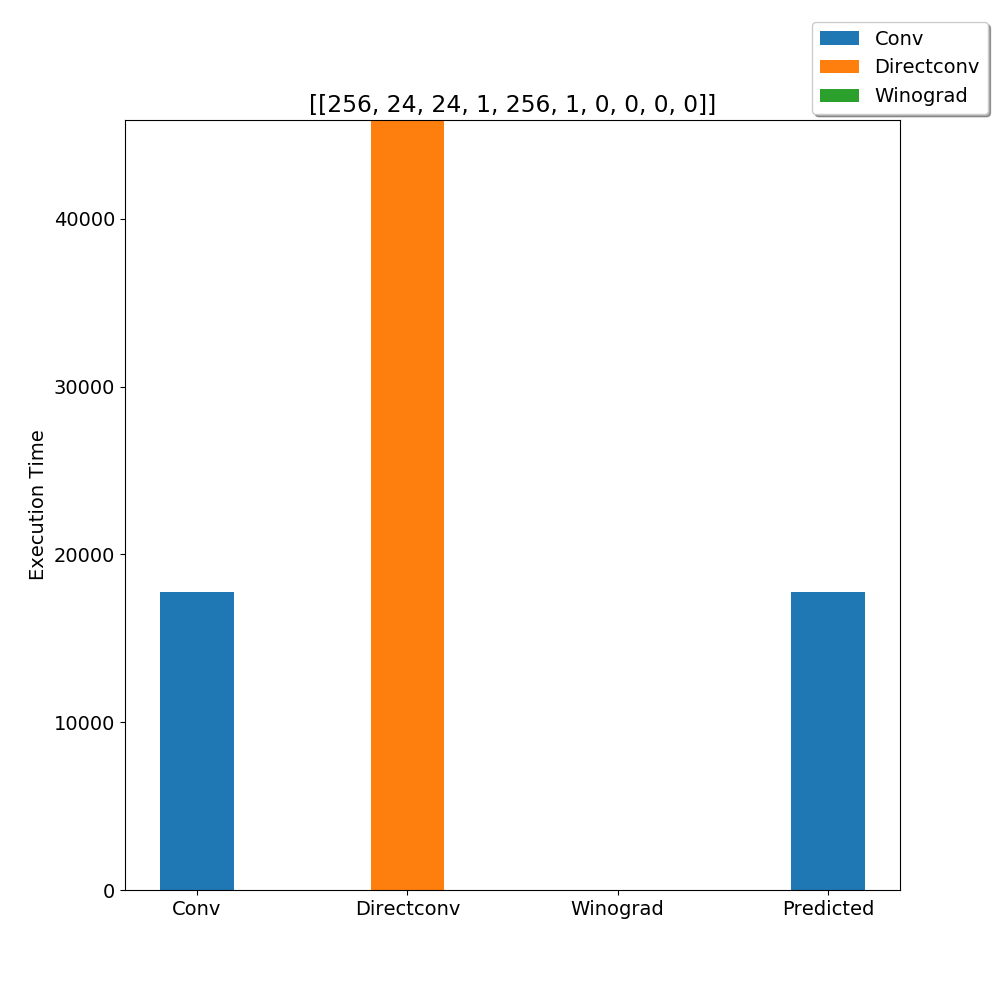 Conv
Directconv
Winograd
[[256, 24, 24, 1, 256, 1, 0, 0, 0, 0]]
40000
30000
20000
10000
0
Execution Time
Conv Directconv Winograd Predicted